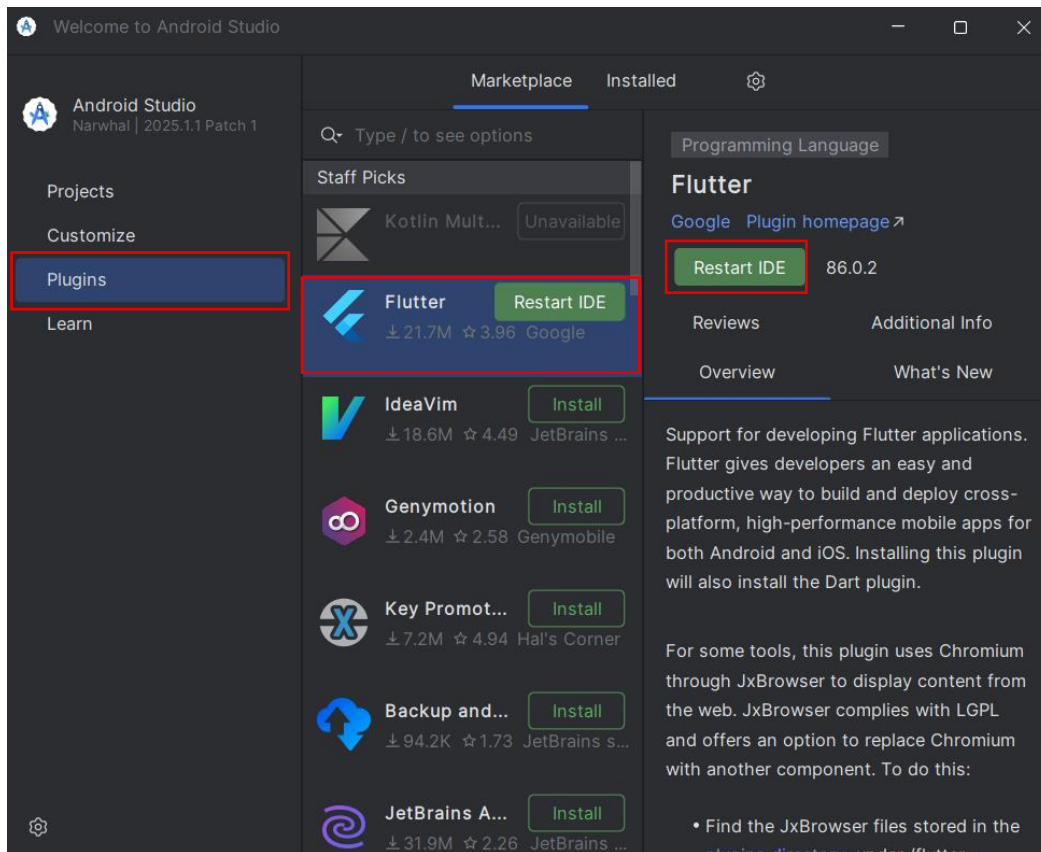 Welcome to Android Studio
Android Studio
Narwhal | 2025.1.1 Patch 1
Projects
Customize
Plugins
Learn
Marketplace
Installed
Type / to see options
Staff Picks
Kotlin Mult...
Unavailable
Flutter
Restart IDE
21.7M
3.96
Google
IdeaVim
Install
18.6M
4.49
JetBrains ...
Genymotion
Install
2.4M
2.58
Genymobile
Key Promot...
Install
7.2M
4.94
Hal's Corner
Backup and...
Install
94.2K
1.73
JetBrains s...
JetBrains A...
Install
31.9M
2.26
JetBrains ...
Programming Language
Flutter
Google
Plugin homepage
Restart IDE
86.0.2
Reviews
Additional Info
Overview
What's New
Support for developing Flutter applications.
Flutter gives developers an easy and
productive way to build and deploy cross-
platform, high-performance mobile apps for
both Android and iOS. Installing this plugin
will also install the Dart plugin.
For some tools, this plugin uses Chromium
through JxBrowser to display content from
the web. JxBrowser complies with LGPL
and offers an option to replace Chromium
with another component. To do this:
• Find the JxBrowser files stored in the